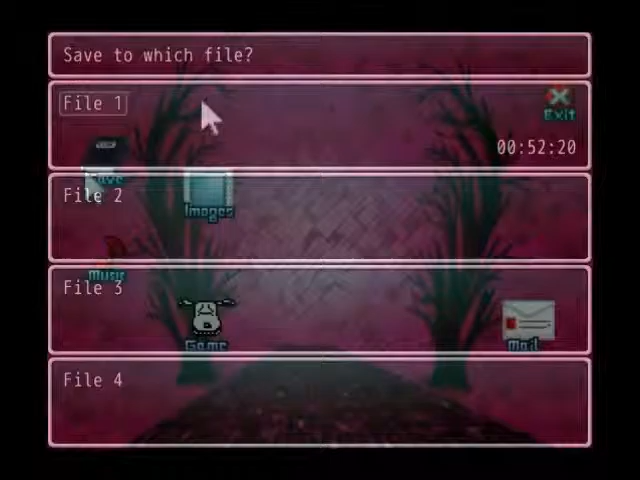 Save to which file?
File 1
Exit
00:52:20
Save
File 2
Images
Music
File 3
Game
Mail
File 4